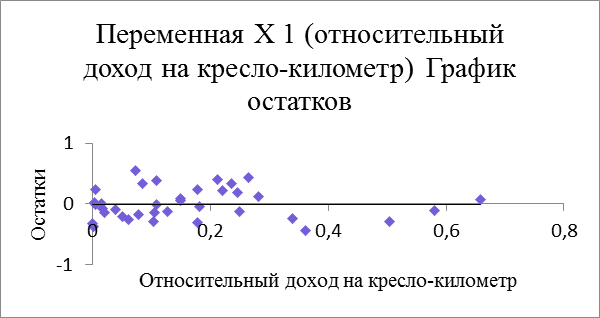 Переменная X 1 (относительный
доход на кресло-километр) График
остатков
1
0
-1
Остатки
0
0,2
0,4
0,6
0,8
Относительный доход на кресло-километр